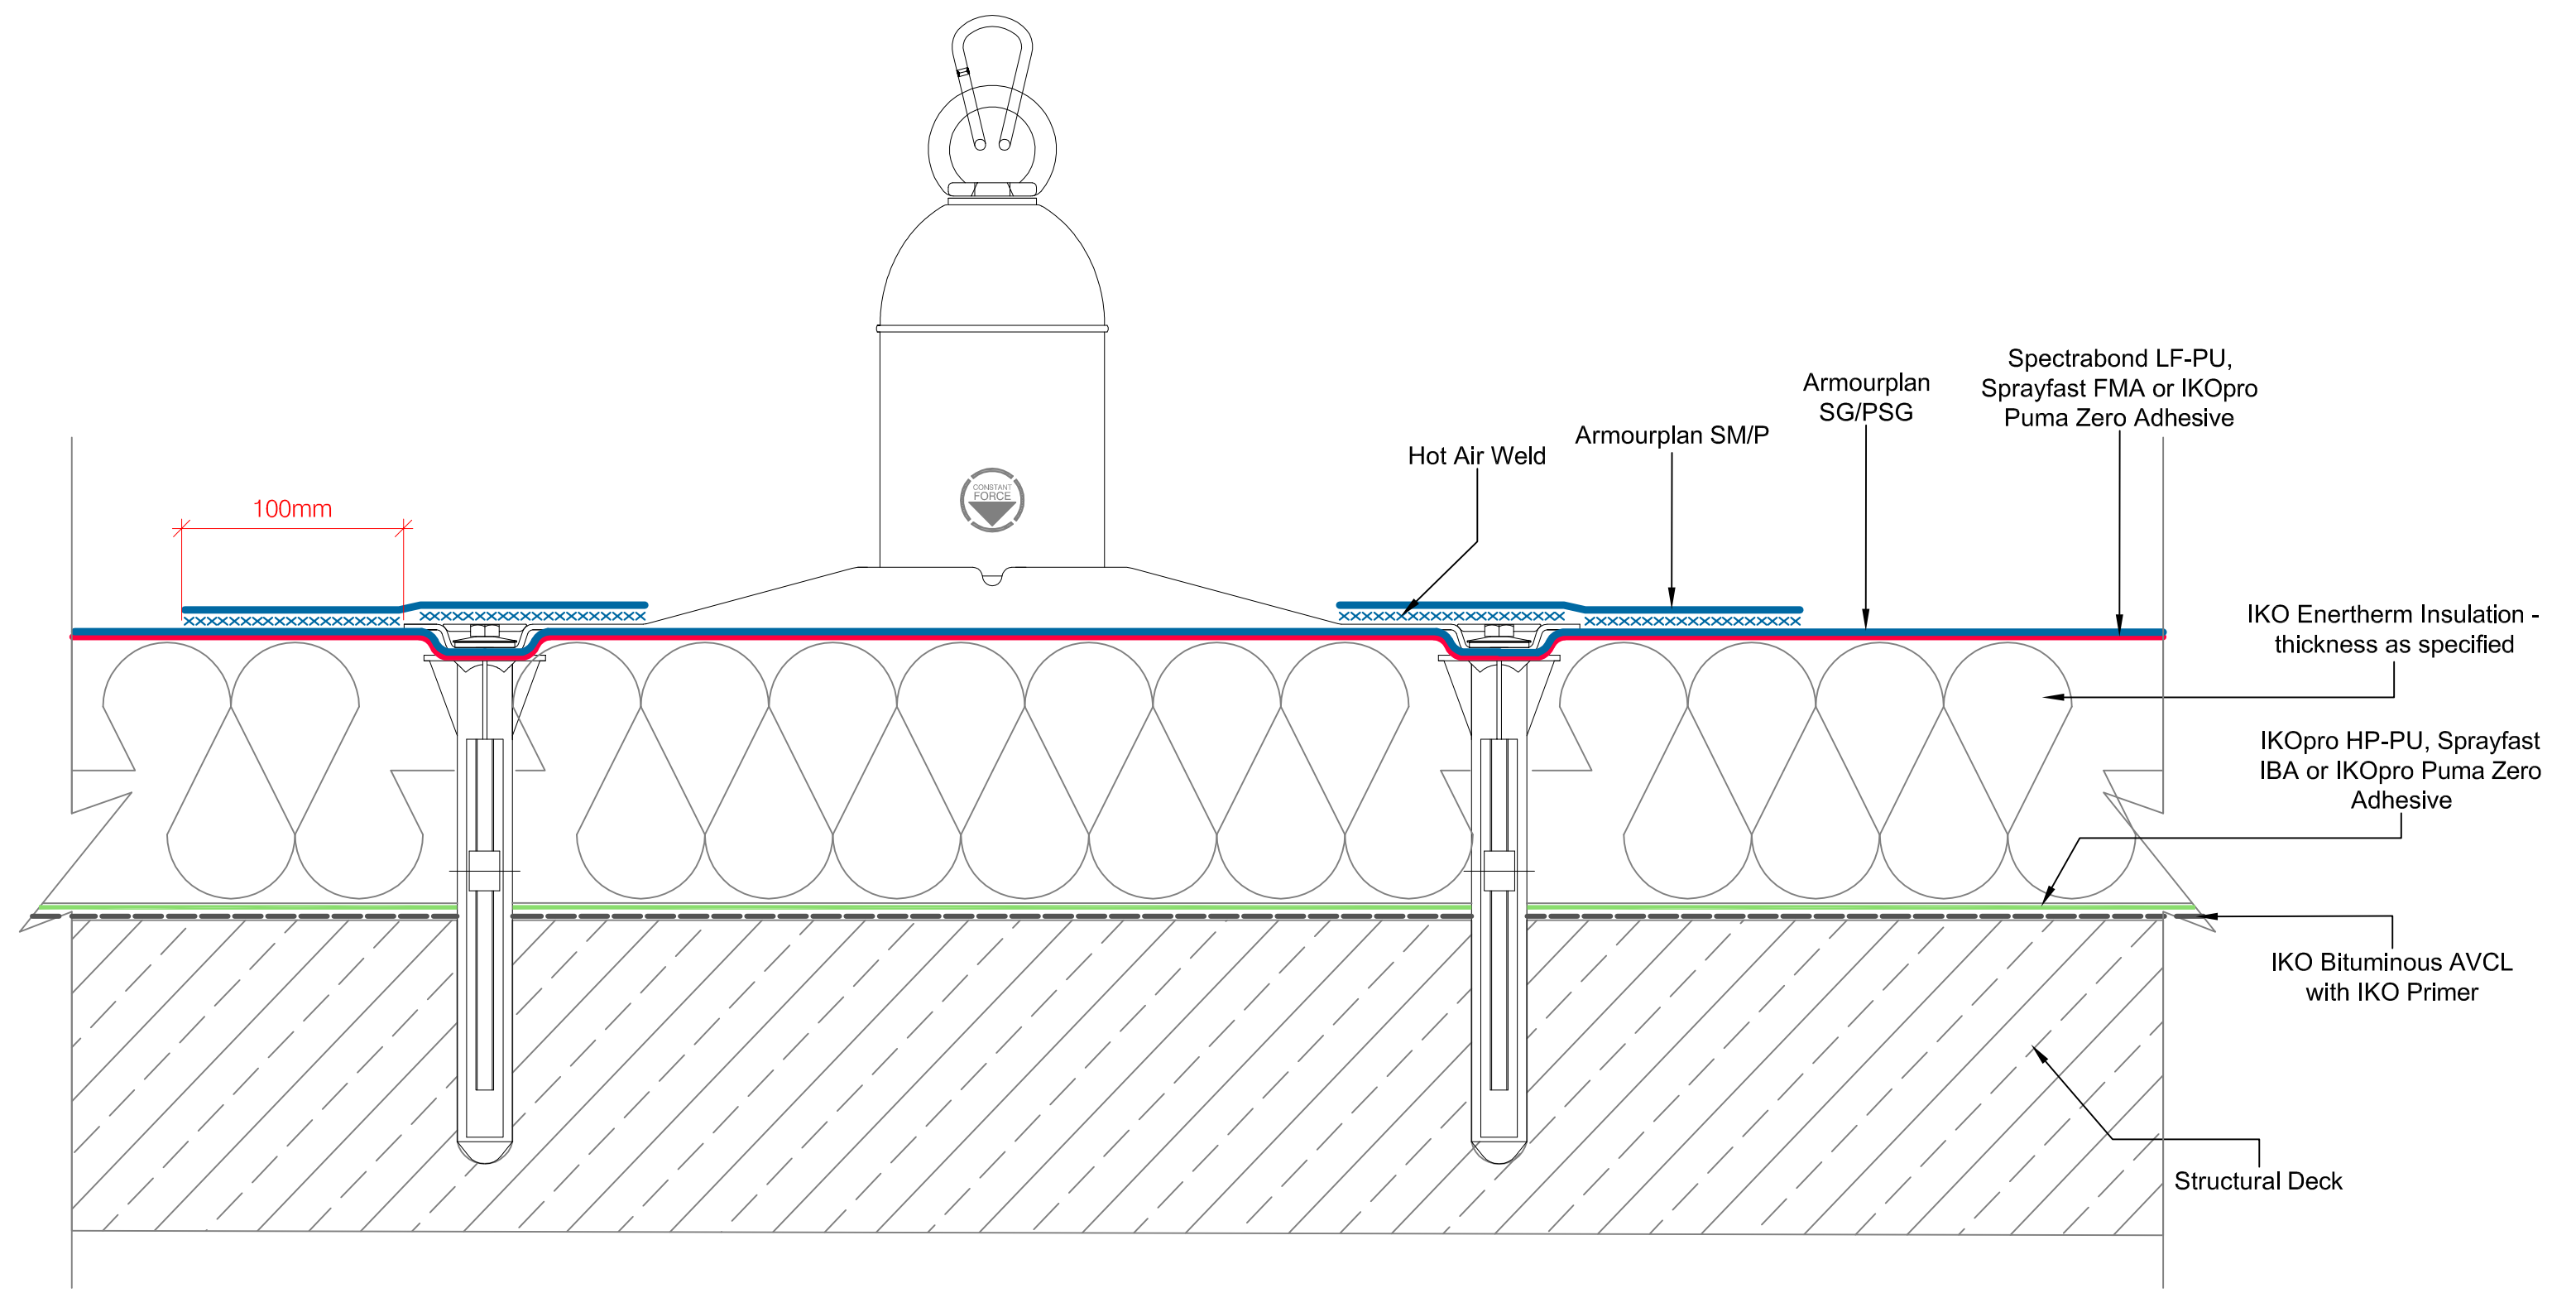 Spectrabond LF-PU,
Sprayfast FMA or IKOpro
Puma Zero Adhesive
Armourplan
SG/PSG
Armourplan SM/P
Hot Air Weld
100mm
CONSTANT
FORCE
IKO Enertherm Insulation -
thickness as specified
IKOpro HP-PU, Sprayfast
IBA or IKOpro Puma Zero
Adhesive
IKO Bituminous AVCL
with IKO Primer
Structural Deck